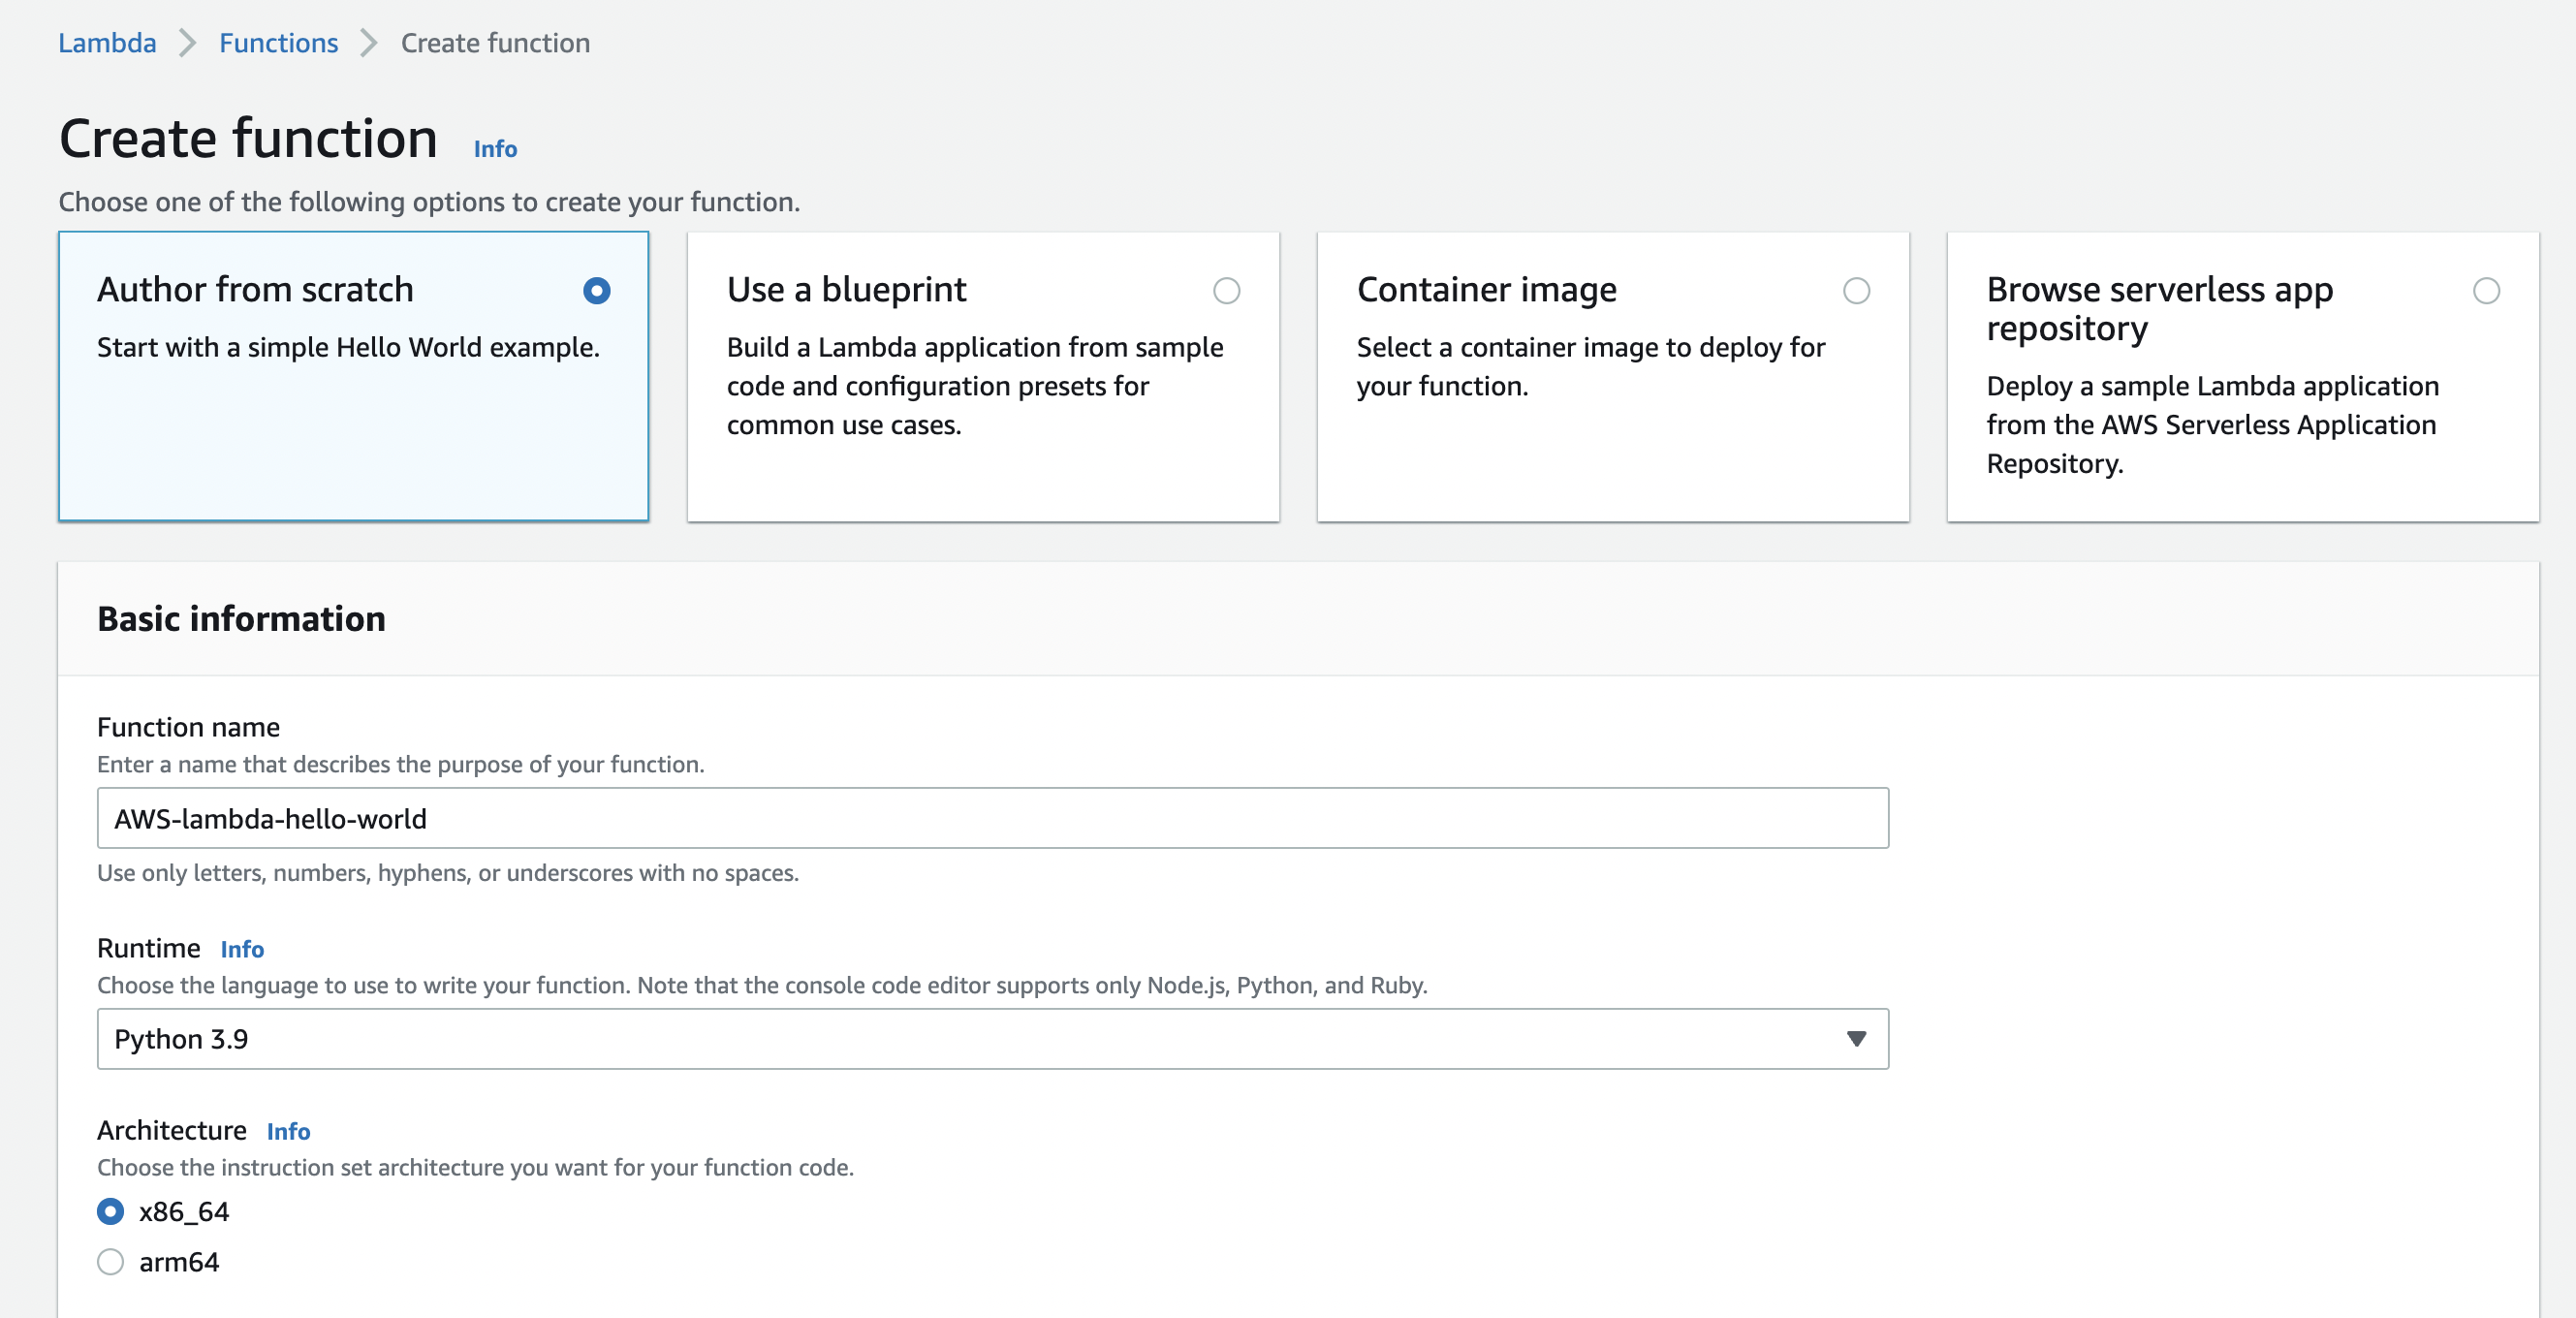 Lambda > Functions > Create function
Create function Info
Choose one of the following options to create your function.
Author from scratch
Start with a simple Hello World example.
Use a blueprint
Build a Lambda application from sample
code and configuration presets for
common use cases.
Container image
Select a container image to deploy for
your function.
Browse serverless app
repository
Deploy a sample Lambda application
from the AWS Serverless Application
Repository.
Basic information
Function name
Enter a name that describes the purpose of your function.
AWS-lambda-hello-world
Use only letters, numbers, hyphens, or underscores with no spaces.
Runtime Info
Choose the language to use to write your function. Note that the console code editor supports only Node.js, Python, and Ruby.
Python 3.9
Architecture Info
Choose the instruction set architecture you want for your function code.
x86_64
arm64